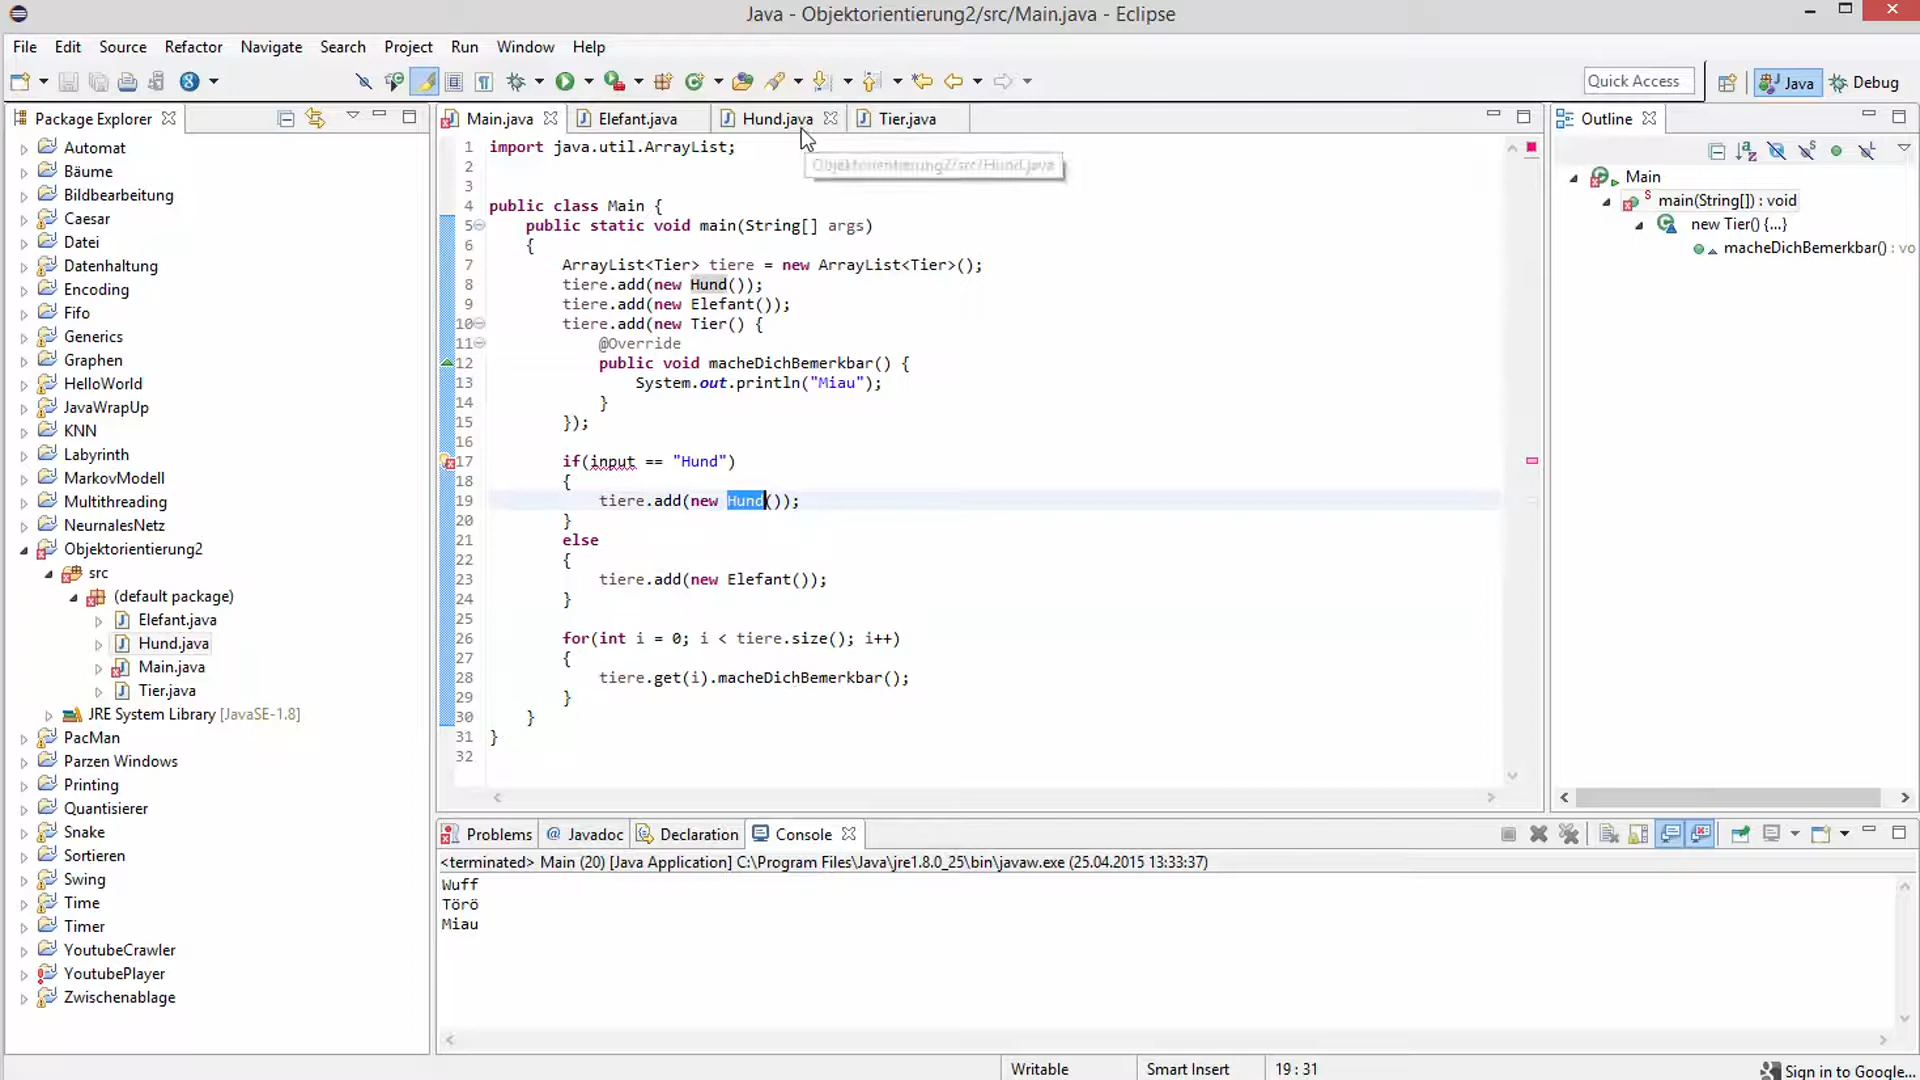 Java - Objektorientierung2/src/Main.java - Eclipse
File Edit Source Refactor Navigate Search Project Run Window Help
Quick Access Java Debug
Package Explorer
Automat
Bäume
Bildbearbeitung
Caesar
Datei
Datenhaltung
Encoding
Fifo
Generics
Graphen
HelloWorld
JavaWrapUp
KNN
Labyrinth
MarkovModell
Multithreading
NeurnalesNetz
Objektorientierung2
src
(default package)
Elefant.java
Hund.java
Main.java
Tier.java
JRE System Library [JavaSE-1.8]
PacMan
Parzen Windows
Printing
Quantisierer
Snake
Sortieren
Swing
Time
Timer
YoutubeCrawler
YoutubePlayer
Zwischenablage
Main.java Elefant.java Hund.java Tier.java
Objektorientierung2/src/Hund.java
1 import java.util.ArrayList;
2
3
4 public class Main {
5 public static void main(String[] args)
6 {
7 ArrayList<Tier> tiere = new ArrayList<Tier>();
8 tiere.add(new Hund());
9 tiere.add(new Elefant());
10 tiere.add(new Tier() {
11 @Override
12 public void macheDichBemerkbar() {
13 System.out.println("Miau");
14 }
15 });
16
17 if(input == "Hund")
18 {
19 tiere.add(new Hund());
20 }
21 else
22 {
23 tiere.add(new Elefant());
24 }
25
26 for(int i = 0; i < tiere.size(); i++)
27 {
28 tiere.get(i).macheDichBemerkbar();
29 }
30 }
31 }
32
Outline
Main
main(String[]) : void
new Tier() {...}
macheDichBemerkbar() : vo
Problems @ Javadoc Declaration Console
<terminated> Main (20) [Java Application] C:\Program Files\Java\jre1.8.0_25\bin\javaw.exe (25.04.2015 13:33:37)
Wuff
Törö
Miau
Writable Smart Insert 19 : 31 Sign in to Google...